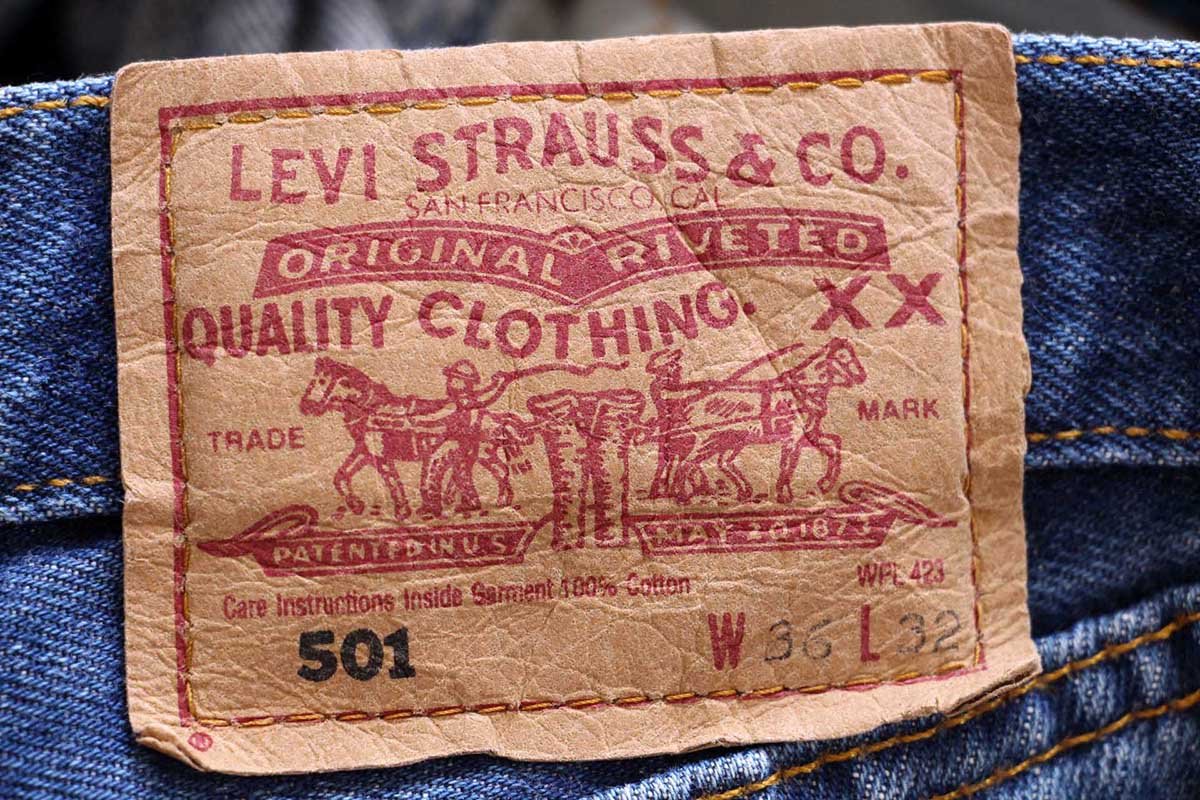 LEVI STRAUSS & CO.
SAN FRANCISCO CAL
ORIGINAL RIVETED
QUALITY CLOTHING. XX
TRADE MARK
PATENTED IN U.S MAY 20 1873
WPL 423
Care Instructions Inside Garment 100% Cotton
501 W 36 L 32
®